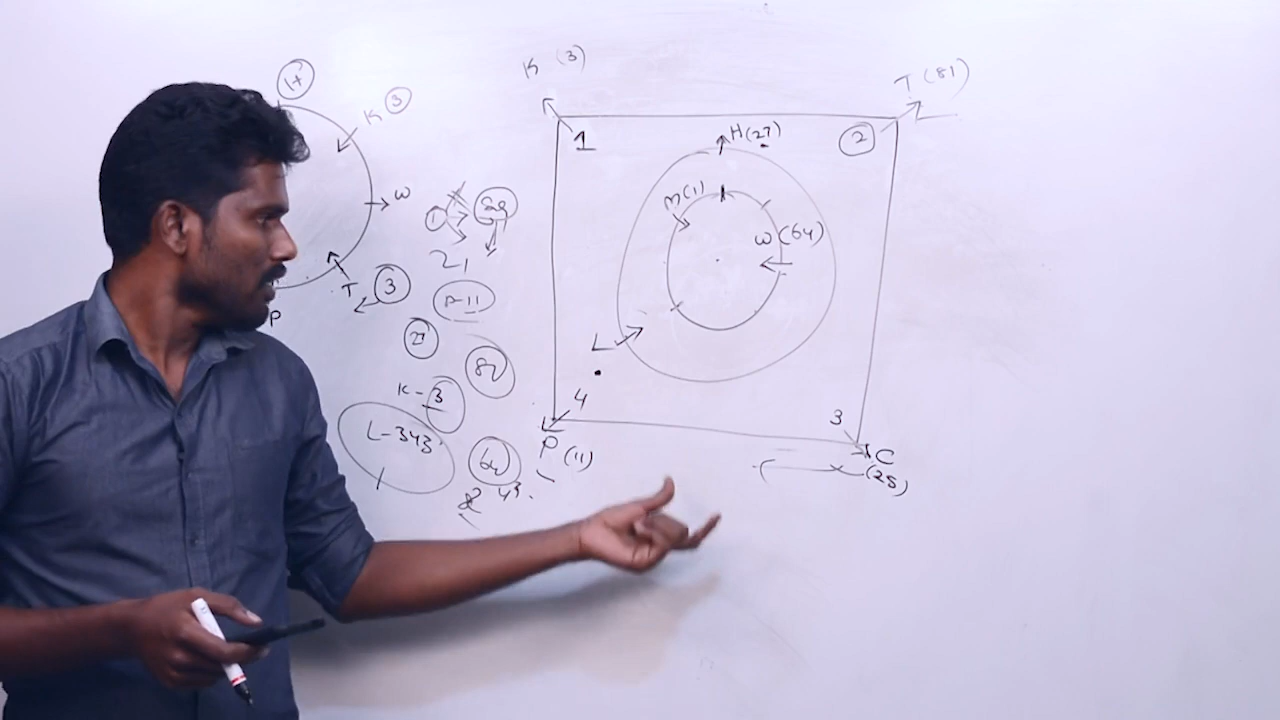 K (3)
T (81)
H
K 3
1
2
H(27)
M(1)
W
W (64)
21
T 3
P
P-11
27
82
L
K-3
4
3
L-343
P (11)
64
C
(25)
49